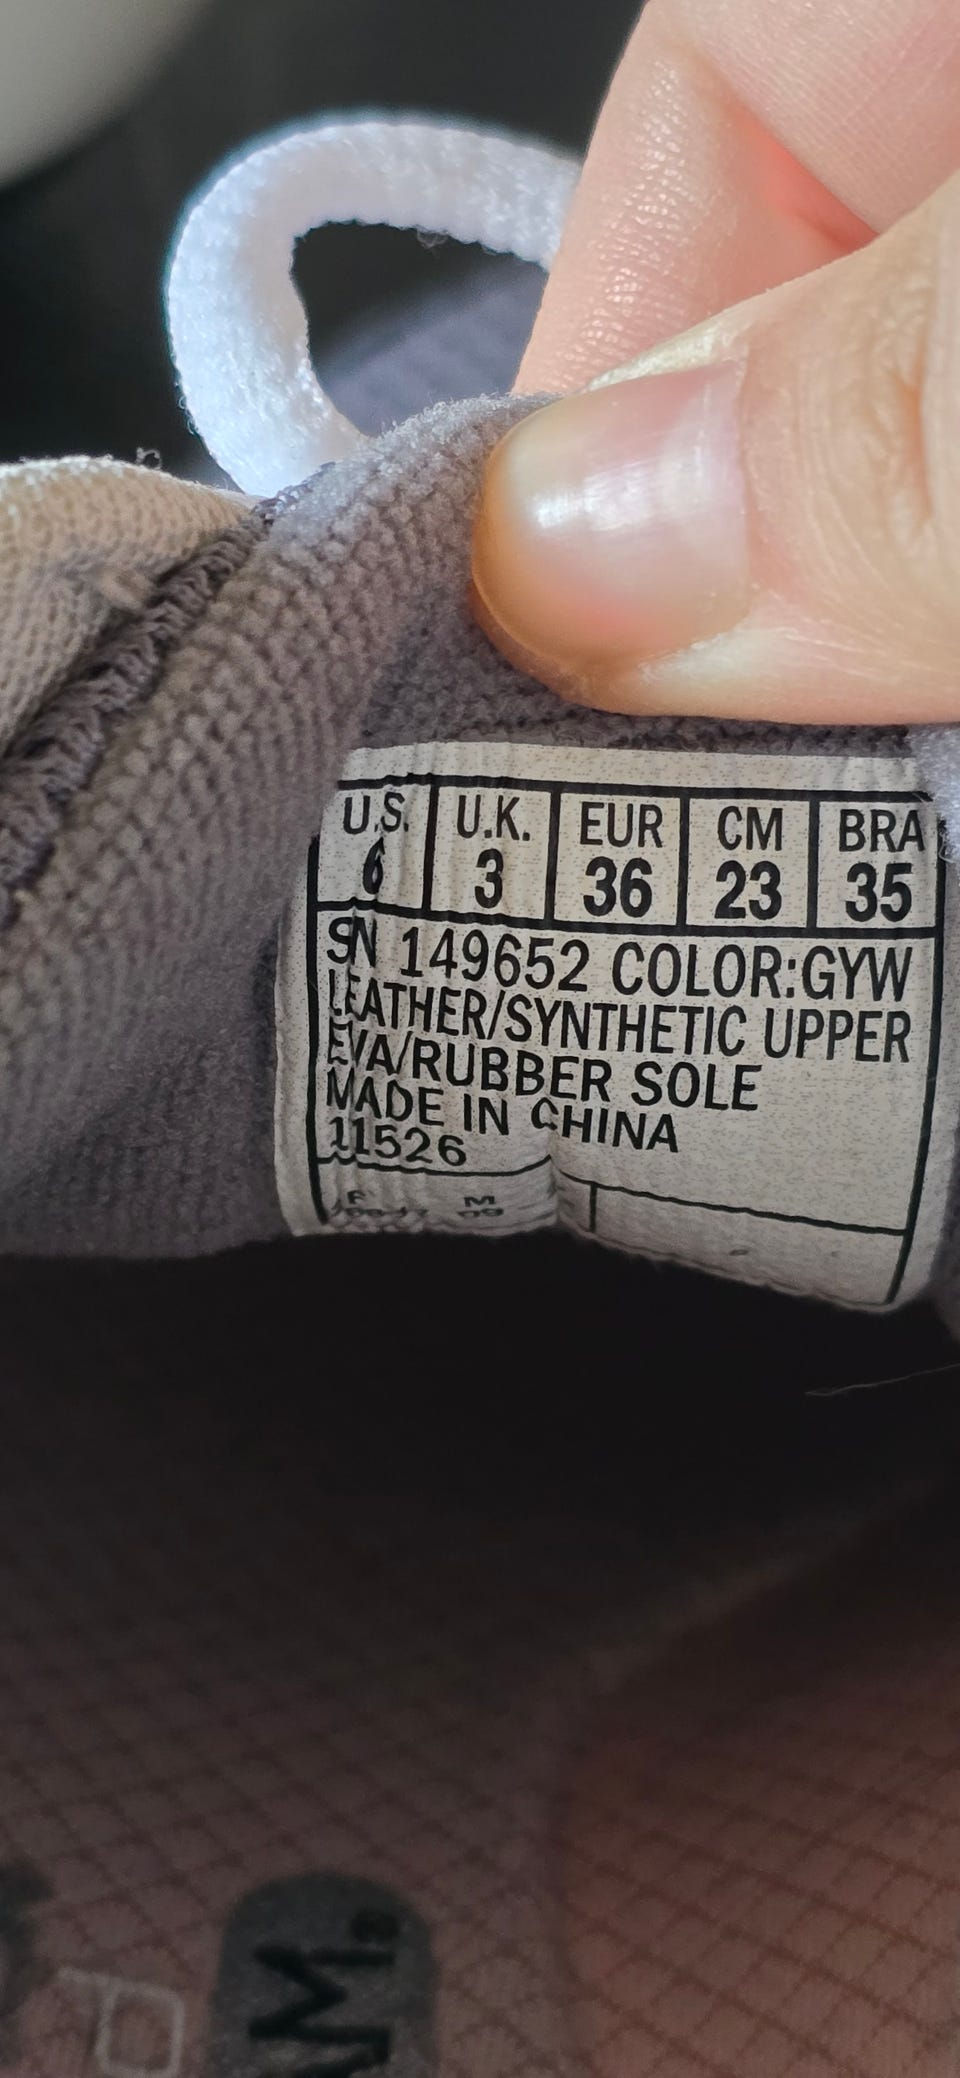 U.S. U.K. EUR CM BRA
6 3 36 23 35
SN 149652 COLOR:GYW
LEATHER/SYNTHETIC UPPER
EVA/RUBBER SOLE
MADE IN CHINA
11526
F M